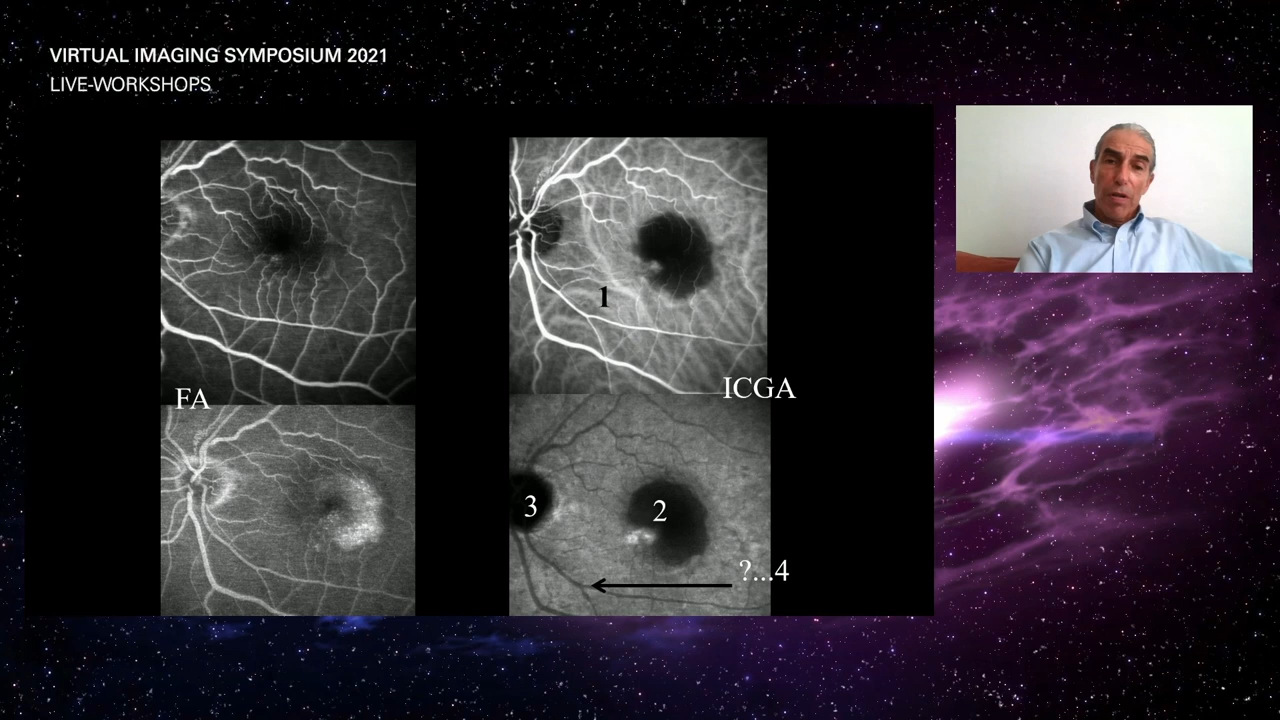 VIRTUAL IMAGING SYMPOSIUM 2021
LIVE-WORKSHOPS
1
FA
ICGA
3
2
?...4